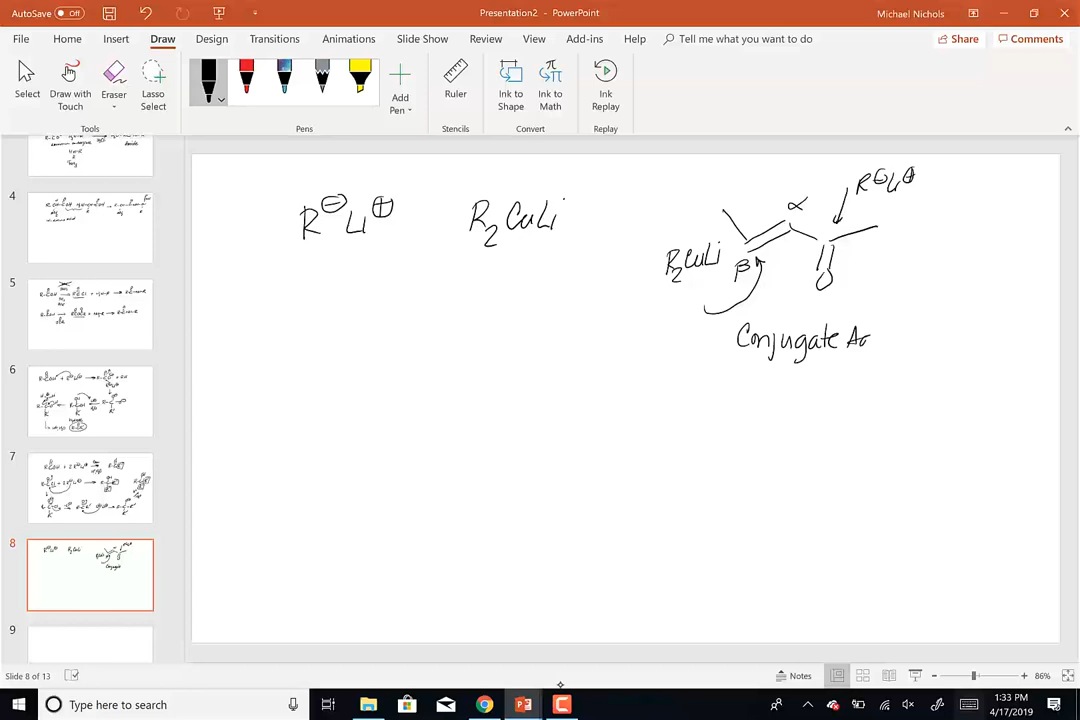 AutoSave Off
Presentation2 - PowerPoint
Michael Nichols
File Home Insert Draw Design Transitions Animations Slide Show Review View Add-ins Help Tell me what you want to do
Share Comments
Select
Draw with Touch
Eraser
Lasso Select
Add Pen
Ruler
Ink to Shape
Ink to Math
Ink Replay
Tools
Pens
Stencils
Convert
Replay
4
5
6
7
8
9
R⊖Li⊕
R2CuLi
α
R⊖Li⊕
R2CuLi
β
O
Conjugate Ad
Slide 8 of 13
Notes
86%
Type here to search
1:33 PM
4/17/2019